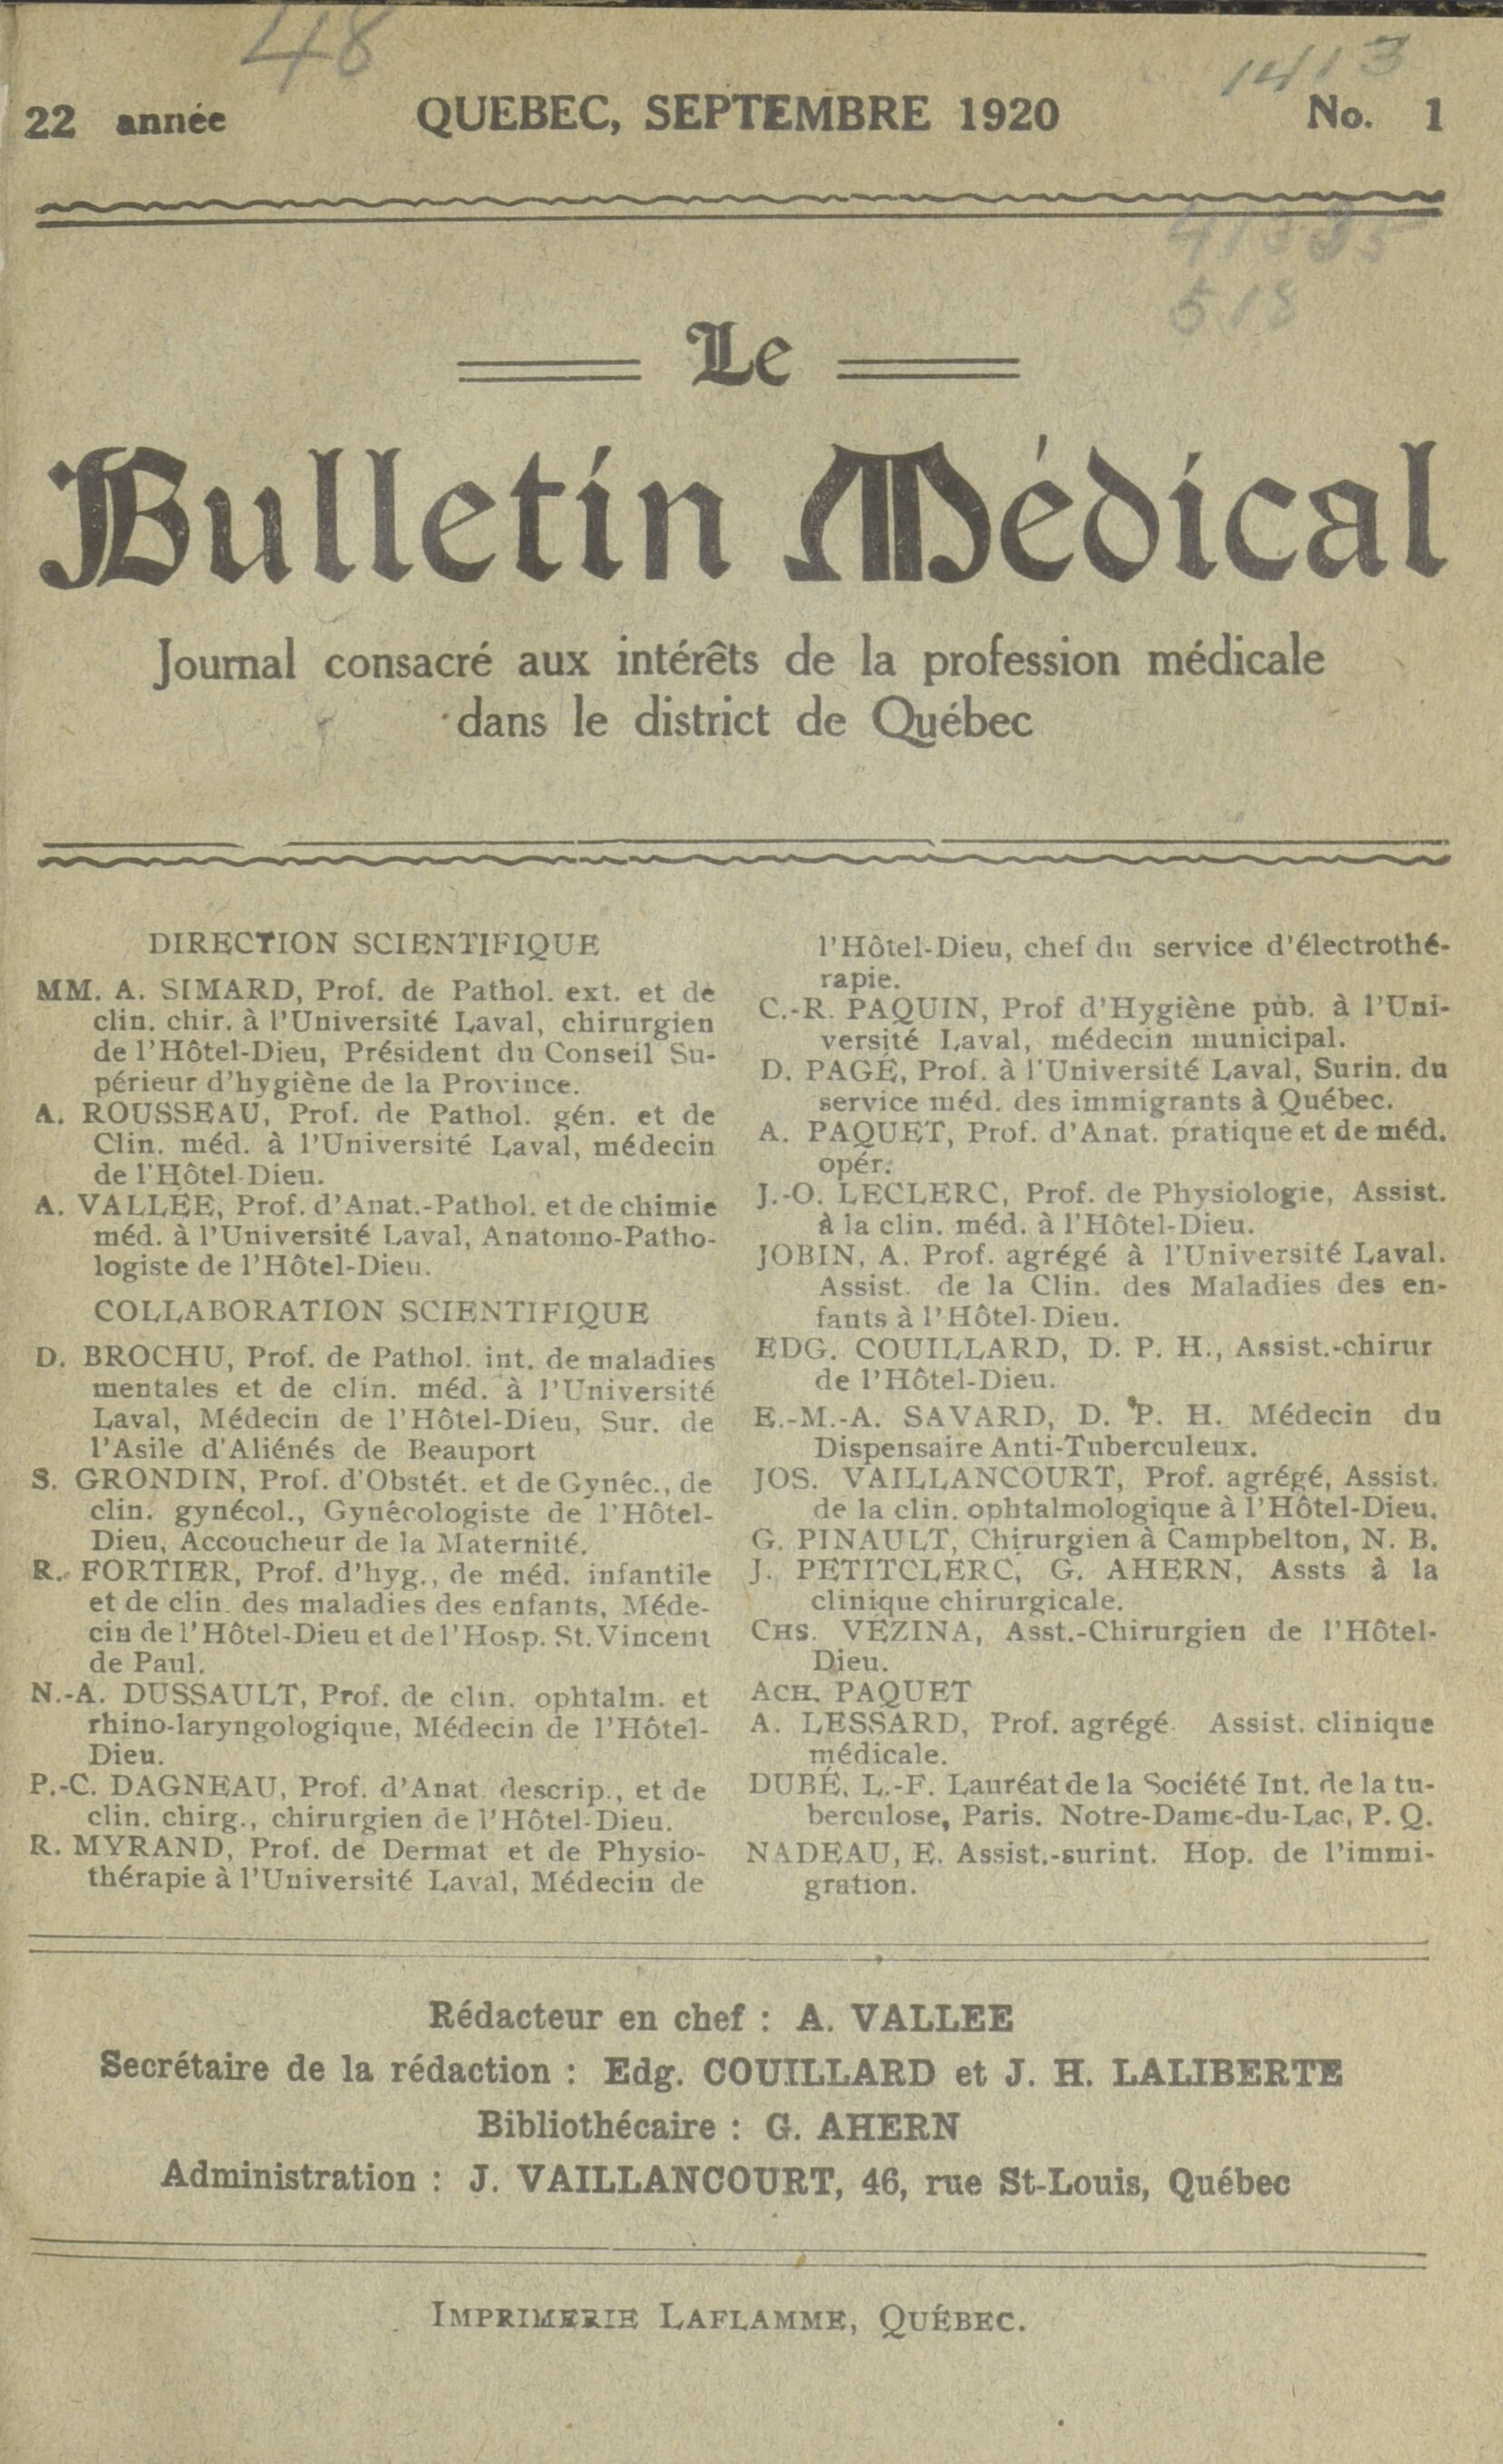 48
1413
22 année QUEBEC, SEPTEMBRE 1920 No. 1
41335
518
Le
Bulletin Médical
Journal consacré aux intérêts de la profession médicale
dans le district de Québec
DIRECTION SCIENTIFIQUE
MM. A. SIMARD, Prof. de Pathol. ext. et de
clin. chir. à l'Université Laval, chirurgien
de l'Hôtel-Dieu, Président du Conseil Su-
périeur d'hygiène de la Province.
A. ROUSSEAU, Prof. de Pathol. gén. et de
Clin. méd. à l'Université Laval, médecin
de l'Hôtel-Dieu.
A. VALLÉE, Prof. d'Anat.-Pathol. et de chimie
méd. à l'Université Laval, Anatomo-Patho-
logiste de l'Hôtel-Dieu.
COLLABORATION SCIENTIFIQUE
D. BROCHU, Prof. de Pathol. int. de maladies
mentales et de clin. méd. à l'Université
Laval, Médecin de l'Hôtel-Dieu, Sur. de
l'Asile d'Aliénés de Beauport
S. GRONDIN, Prof. d'Obstét. et de Gynéc., de
clin. gynécol., Gynécologiste de l'Hôtel-
Dieu, Accoucheur de la Maternité.
R. FORTIER, Prof. d'hyg., de méd. infantile
et de clin. des maladies des enfants, Méde-
cin de l'Hôtel-Dieu et de l'Hosp. St. Vincent
de Paul.
N.-A. DUSSAULT, Prof. de clin. ophtalm. et
rhino-laryngologique, Médecin de l'Hôtel-
Dieu.
P.-C. DAGNEAU, Prof. d'Anat descrip., et de
clin. chirg., chirurgien de l'Hôtel-Dieu.
R. MYRAND, Prof. de Dermat et de Physio-
thérapie à l'Université Laval, Médecin de
l'Hôtel-Dieu, chef du service d'électrothé-
rapie.
C.-R. PAQUIN, Prof d'Hygiène pub. à l'Uni-
versité Laval, médecin municipal.
D. PAGÉ, Prof. à l'Université Laval, Surin. du
service méd. des immigrants à Québec.
A. PAQUET, Prof. d'Anat. pratique et de méd.
opér.
J.-O. LECLERC, Prof. de Physiologie, Assist.
à la clin. méd. à l'Hôtel-Dieu.
JOBIN, A. Prof. agrégé à l'Université Laval.
Assist. de la Clin. des Maladies des en-
fants à l'Hôtel-Dieu.
EDG. COUILLARD, D. P. H., Assist.-chirur
de l'Hôtel-Dieu.
E.-M.-A. SAVARD, D. P. H. Médecin du
Dispensaire Anti-Tuberculeux.
JOS. VAILLANCOURT, Prof. agrégé, Assist.
de la clin. ophtalmologique à l'Hôtel-Dieu.
G. PINAULT, Chirurgien à Campbelton, N. B.
J. PETITCLERC, G. AHERN, Assts à la
clinique chirurgicale.
CHS. VÉZINA, Asst.-Chirurgien de l'Hôtel-
Dieu.
ACH. PAQUET
A. LESSARD, Prof. agrégé Assist. clinique
médicale.
DUBÉ, L.-F. Lauréat de la Société Int. de la tu-
berculose, Paris. Notre-Dame-du-Lac, P. Q.
NADEAU, E. Assist.-surint. Hop. de l'immi-
gration.
Rédacteur en chef : A. VALLEE
Secrétaire de la rédaction : Edg. COUILLARD et J. H. LALIBERTE
Bibliothécaire : G. AHERN
Administration : J. VAILLANCOURT, 46, rue St-Louis, Québec
IMPRIMERIE LAFLAMME, QUÉBEC.